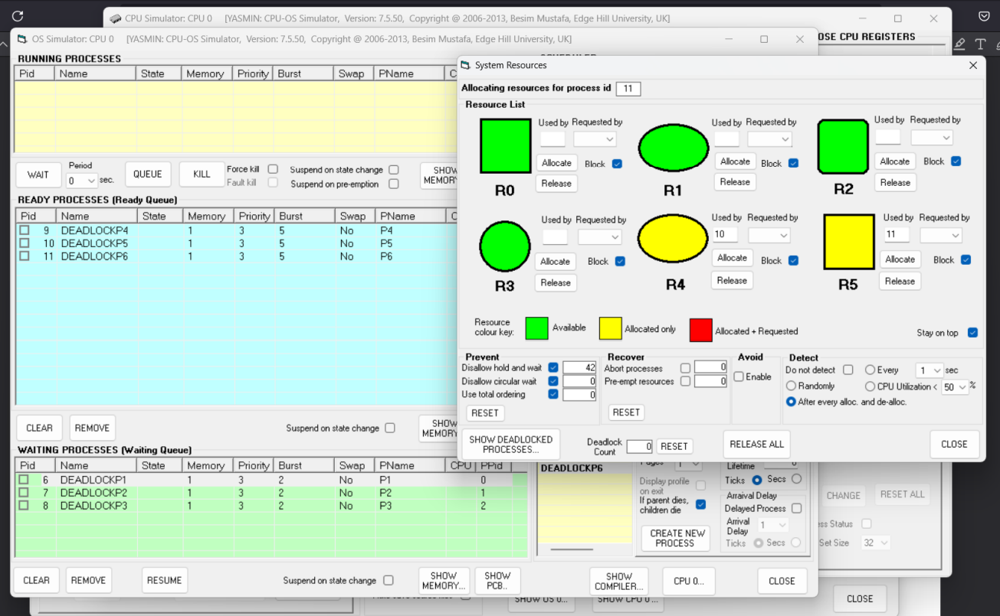 CPU Simulator: CPU 0 [YASMIN: CPU-OS Simulator, Version: 7.5.50, Copyright @ 2006-2013, Besim Mustafa, Edge Hill University, UK]
OS Simulator: CPU 0 [YASMIN: CPU-OS Simulator, Version: 7.5.50, Copyright @ 2006-2013, Besim Mustafa, Edge Hill University, UK]
OSE CPU REGISTERS
RUNNING PROCESSES
Pid Name State Memory Priority Burst Swap PName C
WAIT
Period
0 sec.
QUEUE
KILL
Force kill
Fault kill
Suspend on state change
Suspend on pre-emption
SHOW
MEMOR
READY PROCESSES (Ready Queue)
Pid Name State Memory Priority Burst Swap PName
9 DEADLOCKP4 1 3 5 No P4
10 DEADLOCKP5 1 3 5 No P5
11 DEADLOCKP6 1 3 5 No P6
CLEAR
REMOVE
Suspend on state change
SHOW
MEMORY
WAITING PROCESSES (Waiting Queue)
Pid Name State Memory Priority Burst Swap PName CPU PPid
6 DEADLOCKP1 1 3 2 No P1 0
7 DEADLOCKP2 1 3 2 No P2 1
8 DEADLOCKP3 1 3 2 No P3 2
CLEAR
REMOVE
RESUME
Suspend on state change
SHOW
MEMORY...
SHOW
PCB..
SHOW
COMPILER...
CPU 0...
CLOSE
System Resources
Allocating resources for process id 11
Resource List
Used by Requested by
Allocate Block
Release
R0
Used by Requested by
Allocate Block
Release
R1
Used by Requested by
Allocate Block
Release
R2
Used by Requested by
Allocate Block
Release
R3
Used by Requested by
10
Allocate Block
Release
R4
Used by Requested by
11
Allocate Block
Release
R5
Resource
colour key:
Available
Allocated only
Allocated + Requested
Stay on top
Prevent
Disallow hold and wait 42
Disallow circular wait 0
Use total ordering 0
RESET
Recover
Abort processes 0
Pre-empt resources 0
RESET
Avoid
Enable
Detect
Do not detect Every 1 sec
Randomly CPU Utilization < 50 %
After every alloc. and de-alloc.
SHOW DEADLOCKED
PROCESSES...
Deadlock
Count 0
RESET
RELEASE ALL
CLOSE
DEADLOCKP6
Pages 1
Display profile
on exit
If parent dies,
children die
CREATE NEW
PROCESS
Lifetime 0
Ticks Secs
Arraival Delay
Delayed Process
Arrival
Delay 1
Ticks Secs
CHANGE
RESET ALL
ess Status
Set Size 32
SHOW OS 0...
SHOW CPU 0 ...
CLOSE